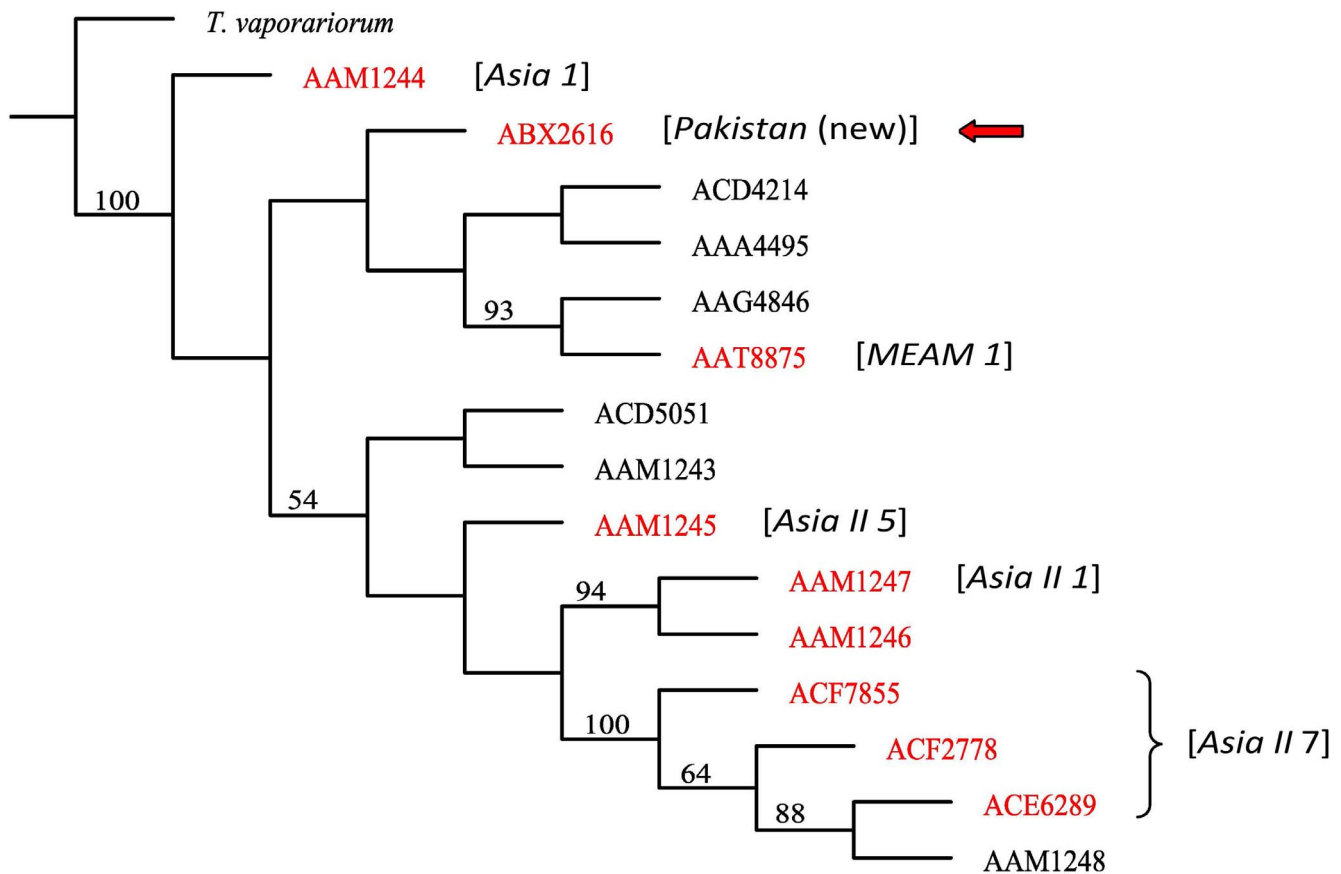 T. vaporariorum
AAM1244 [Asia 1]
ABX2616 [Pakistan (new)]
100
ACD4214
AAA4495
AAG4846
93
AAT8875 [MEAM 1]
ACD5051
AAM1243
54
AAM1245 [Asia II 5]
AAM1247 [Asia II 1]
94
AAM1246
ACF7855
100
ACF2778 [Asia II 7]
64
ACE6289
88
AAM1248